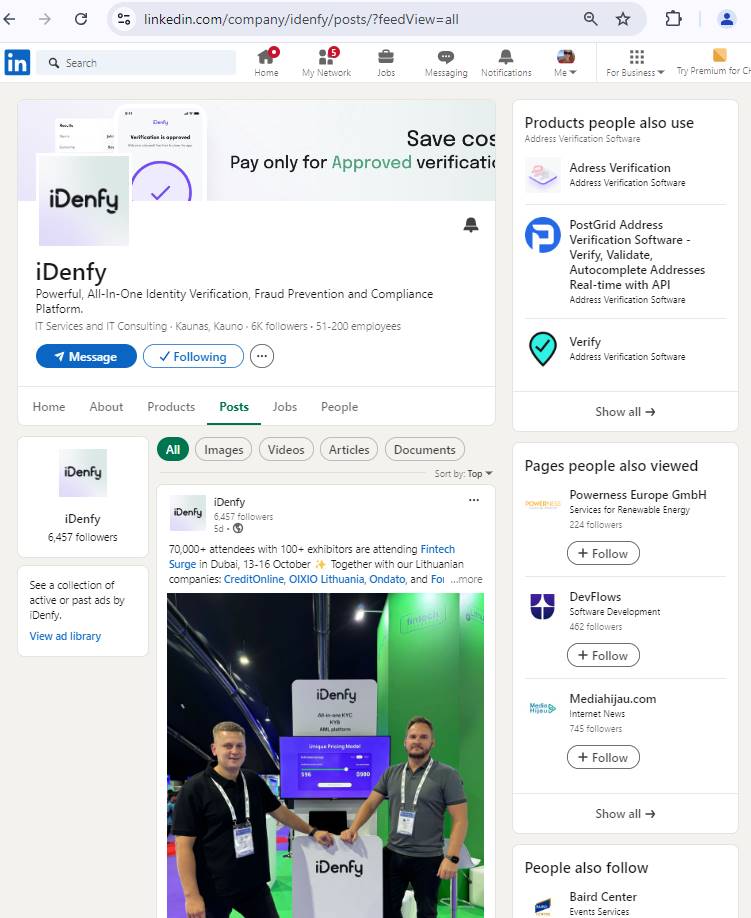 linkedin.com/company/idenfy/posts/?feedView=all
in
Search
Home
5
My Network
Jobs
Messaging
Notifications
Me
For Business
Try Premium for
iDenfy
Verification is approved
Results
Save cos
Pay only for Approved verificatio
iDenfy
iDenfy
Powerful, All-In-One Identity Verification, Fraud Prevention and Compliance
Platform.
IT Services and IT Consulting · Kaunas, Kauno · 6K followers · 51-200 employees
Message
Following
Home
About
Products
Posts
Jobs
People
iDenfy
iDenfy
6,457 followers
See a collection of
active or past ads by
iDenfy.
View ad library
All
Images
Videos
Articles
Documents
Sort by: Top
iDenfy
iDenfy
6,457 followers
5d •
70,000+ attendees with 100+ exhibitors are attending Fintech
Surge in Dubai, 13-16 October ✨ Together with our Lithuanian
companies: CreditOnline, OIXIO Lithuania, Ondato, and For ...more
fintech
iDenfy
All-in-one KYC
KYB
AML platform
Unique Pricing Model
iDenfy
Products people also use
Address Verification Software
Adress Verification
Address Verification Software
PostGrid Address
Verification Software -
Verify, Validate,
Autocomplete Addresses
Real-time with API
Address Verification Software
Verify
Address Verification Software
Show all →
Pages people also viewed
POWERNESS
Powerness Europe GmbH
Services for Renewable Energy
224 followers
+ Follow
DevFlows
Software Development
462 followers
+ Follow
Media
Hijau
Mediahijau.com
Internet News
745 followers
+ Follow
Show all →
People also follow
Baird Center
Events Services